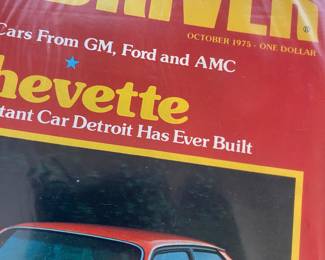 DRIVER
OCTOBER 1975 - ONE DOLLAR
Cars From GM, Ford and AMC
hevette
tant Car Detroit Has Ever Built